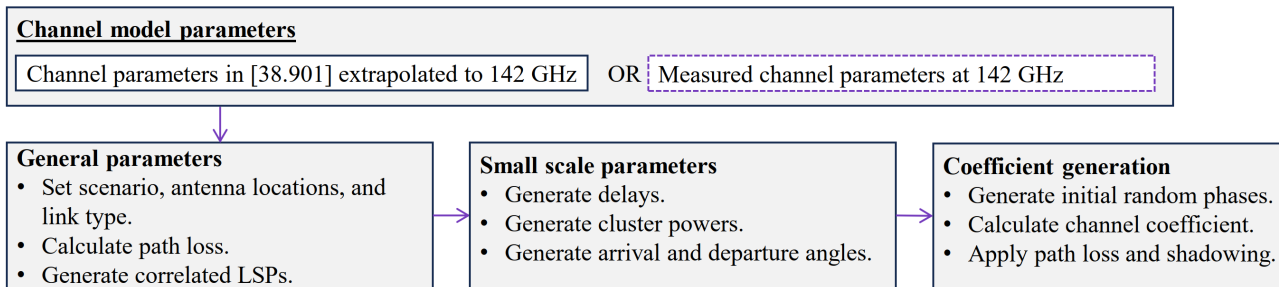 Channel model parameters
Channel parameters in [38.901] extrapolated to 142 GHz OR Measured channel parameters at 142 GHz
General parameters
• Set scenario, antenna locations, and
link type.
• Calculate path loss.
• Generate correlated LSPs.
Small scale parameters
• Generate delays.
• Generate cluster powers.
• Generate arrival and departure angles.
Coefficient generation
• Generate initial random phases.
• Calculate channel coefficient.
• Apply path loss and shadowing.